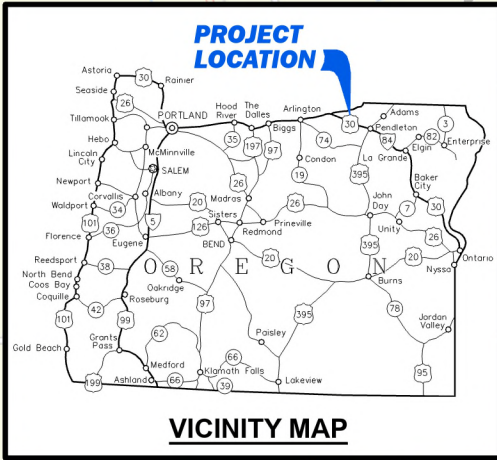 PROJECT
LOCATION
Astoria
30
Rainier
Seaside
26
Tillamook
PORTLAND
Hood
River
The
Dalles
Arlington
30
Adams
3
Biggs
Pendleton
84
82
Enterprise
Elgin
Hebo
35
197
97
74
La Grande
McMinnville
Condon
Lincoln
City
SALEM
19
395
26
Baker
City
Newport
Albany
20
Madras
26
John
Day
7
30
Corvallis
34
Waldport
Sisters
Prineville
Unity
26
101
5
126
Redmond
36
Florence
Eugene
BEND
395
20
Ontario
20
Nyssa
Reedsport
38
OREGON
58
North Bend
Coos Bay
Oakridge
Burns
Coquille
Roseburg
97
78
42
395
101
99
Jordan
Valley
62
Paisley
Gold Beach
Grants
Pass
66
Medford
Klamath Falls
95
199
Ashland
66
39
Lakeview
VICINITY MAP